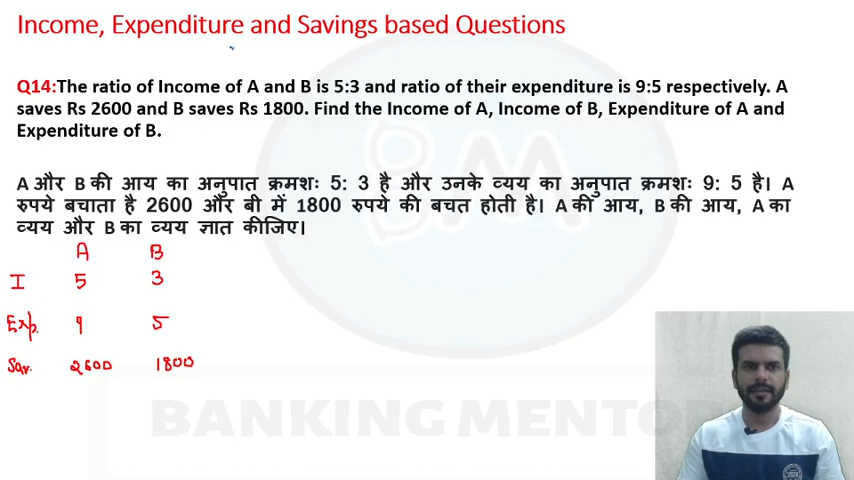 Income, Expenditure and Savings based Questions
Q14:The ratio of Income of A and B is 5:3 and ratio of their expenditure is 9:5 respectively. A
saves Rs 2600 and B saves Rs 1800. Find the Income of A, Income of B, Expenditure of A and
Expenditure of B.
A और B की आय का अनुपात क्रमशः 5: 3 है और उनके व्यय का अनुपात क्रमशः 9: 5 है। A
रुपये बचाता है 2600 और बी में 1800 रुपये की बचत होती है। A की आय, B की आय, A का
व्यय और B का व्यय ज्ञात कीजिए।
A B
I 5 3
Exp. 9 5
Sav. 2600 1800
BM
BANKING MENTOR